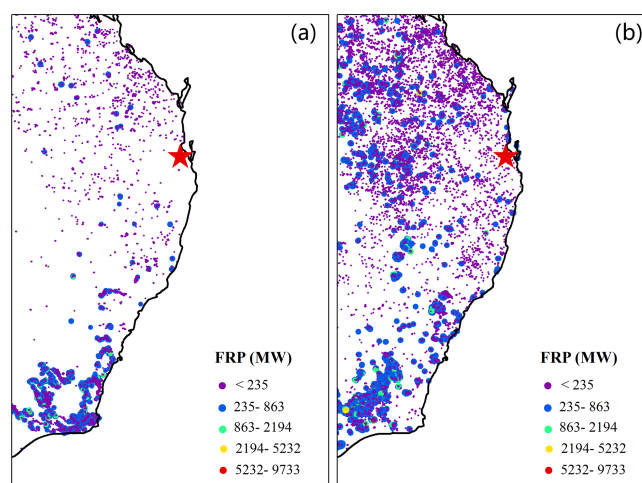 (a)
FRP (MW)
< 235
235- 863
863- 2194
2194- 5232
5232- 9733
(b)
FRP (MW)
< 235
235- 863
863- 2194
2194- 5232
5232- 9733